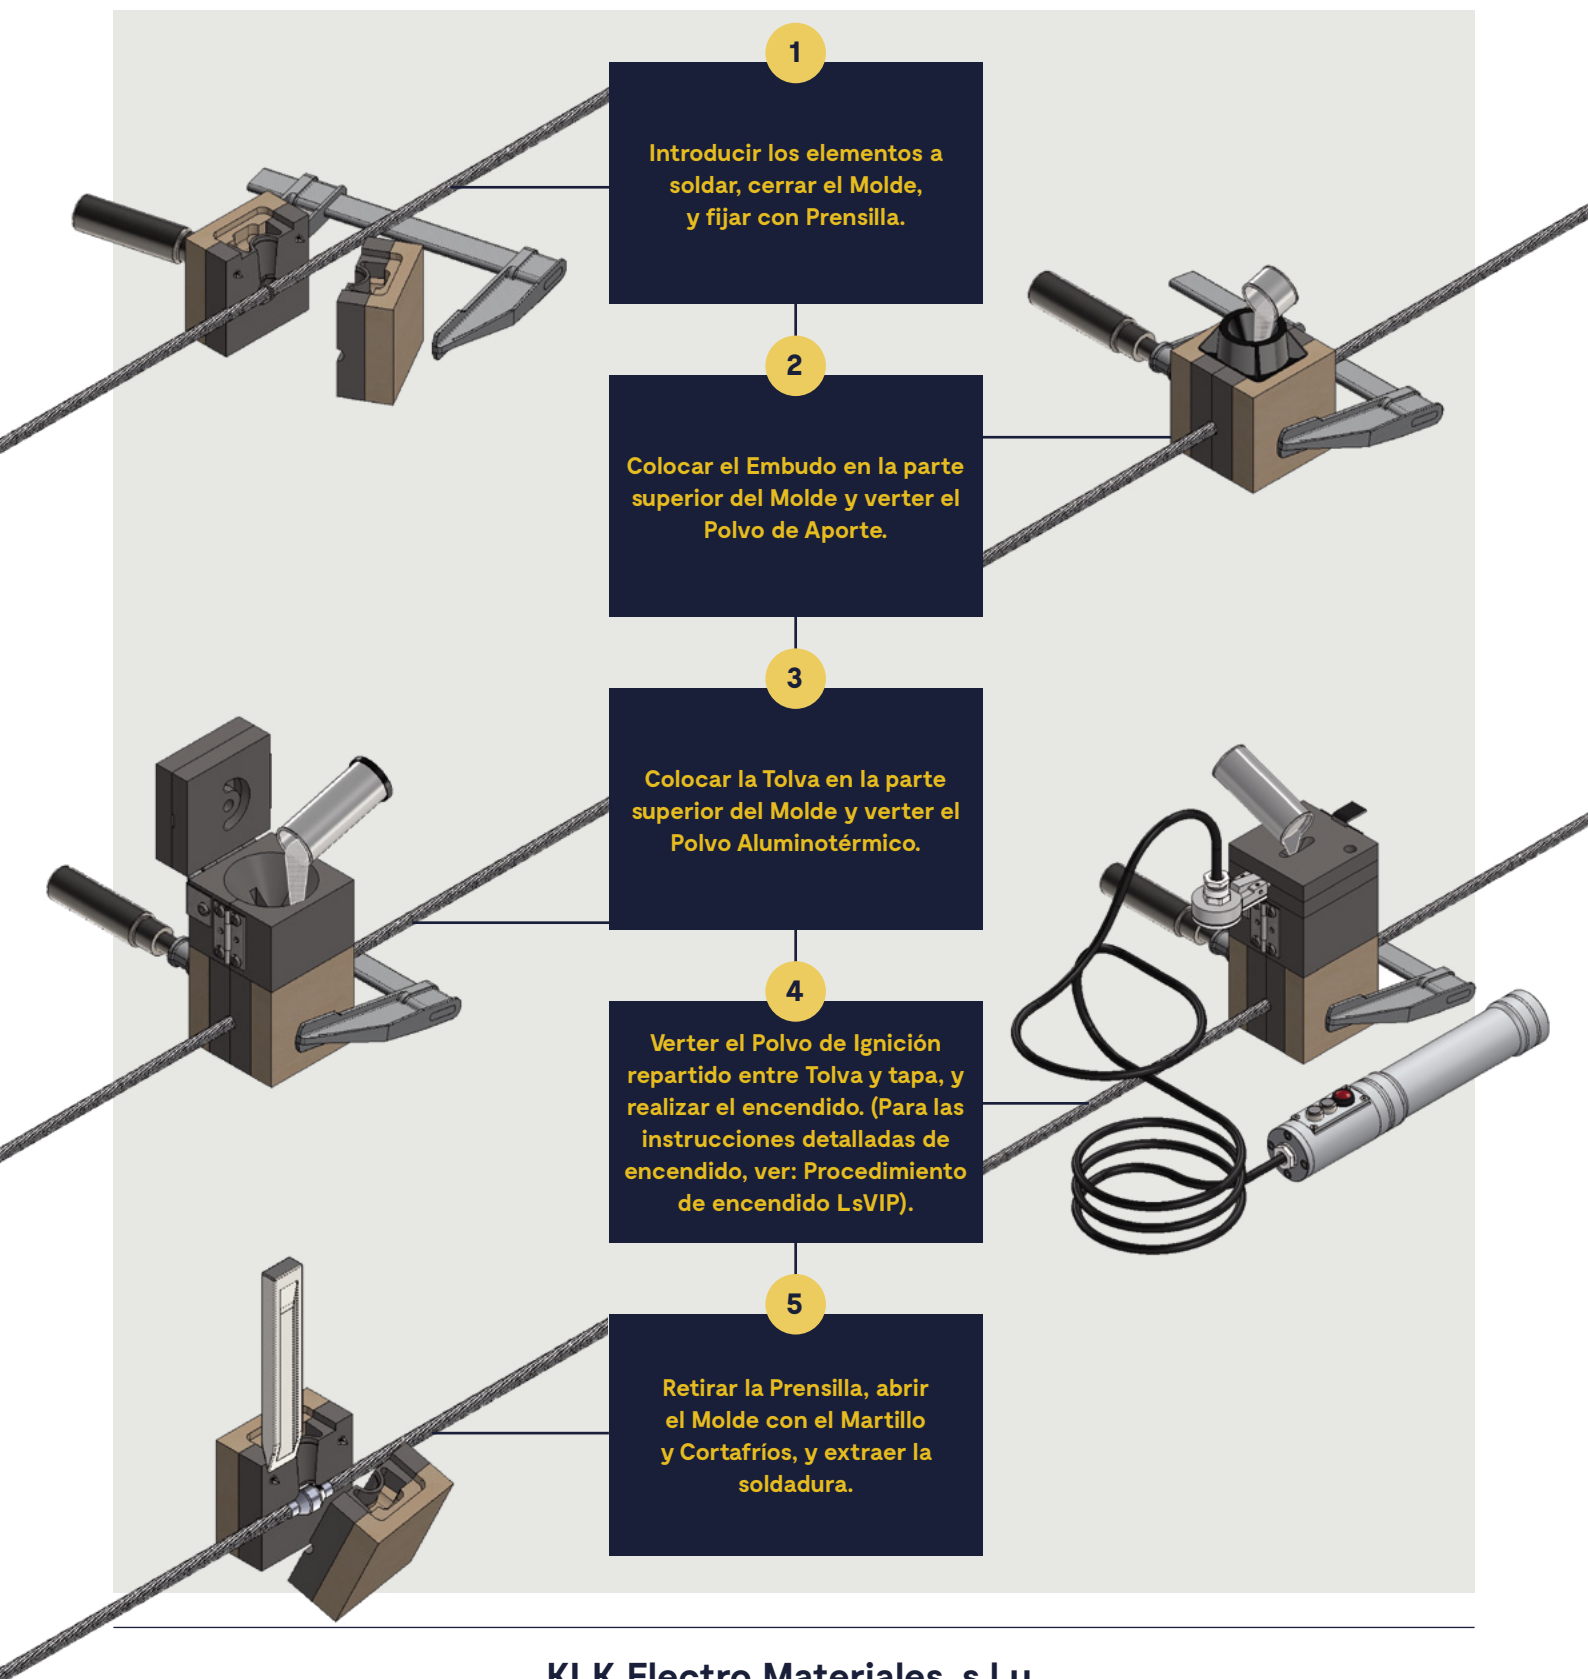 1
Introducir los elementos a
soldar, cerrar el Molde,
y fijar con Prensilla.
2
Colocar el Embudo en la parte
superior del Molde y verter el
Polvo de Aporte.
3
Colocar la Tolva en la parte
superior del Molde y verter el
Polvo Aluminotérmico.
4
Verter el Polvo de Ignición
repartido entre Tolva y tapa, y
realizar el encendido. (Para las
instrucciones detalladas de
encendido, ver: Procedimiento
de encendido LsVIP).
5
Retirar la Prensilla, abrir
el Molde con el Martillo
y Cortafríos, y extraer la
soldadura.
KLK Electro Materiales, s.l.u.